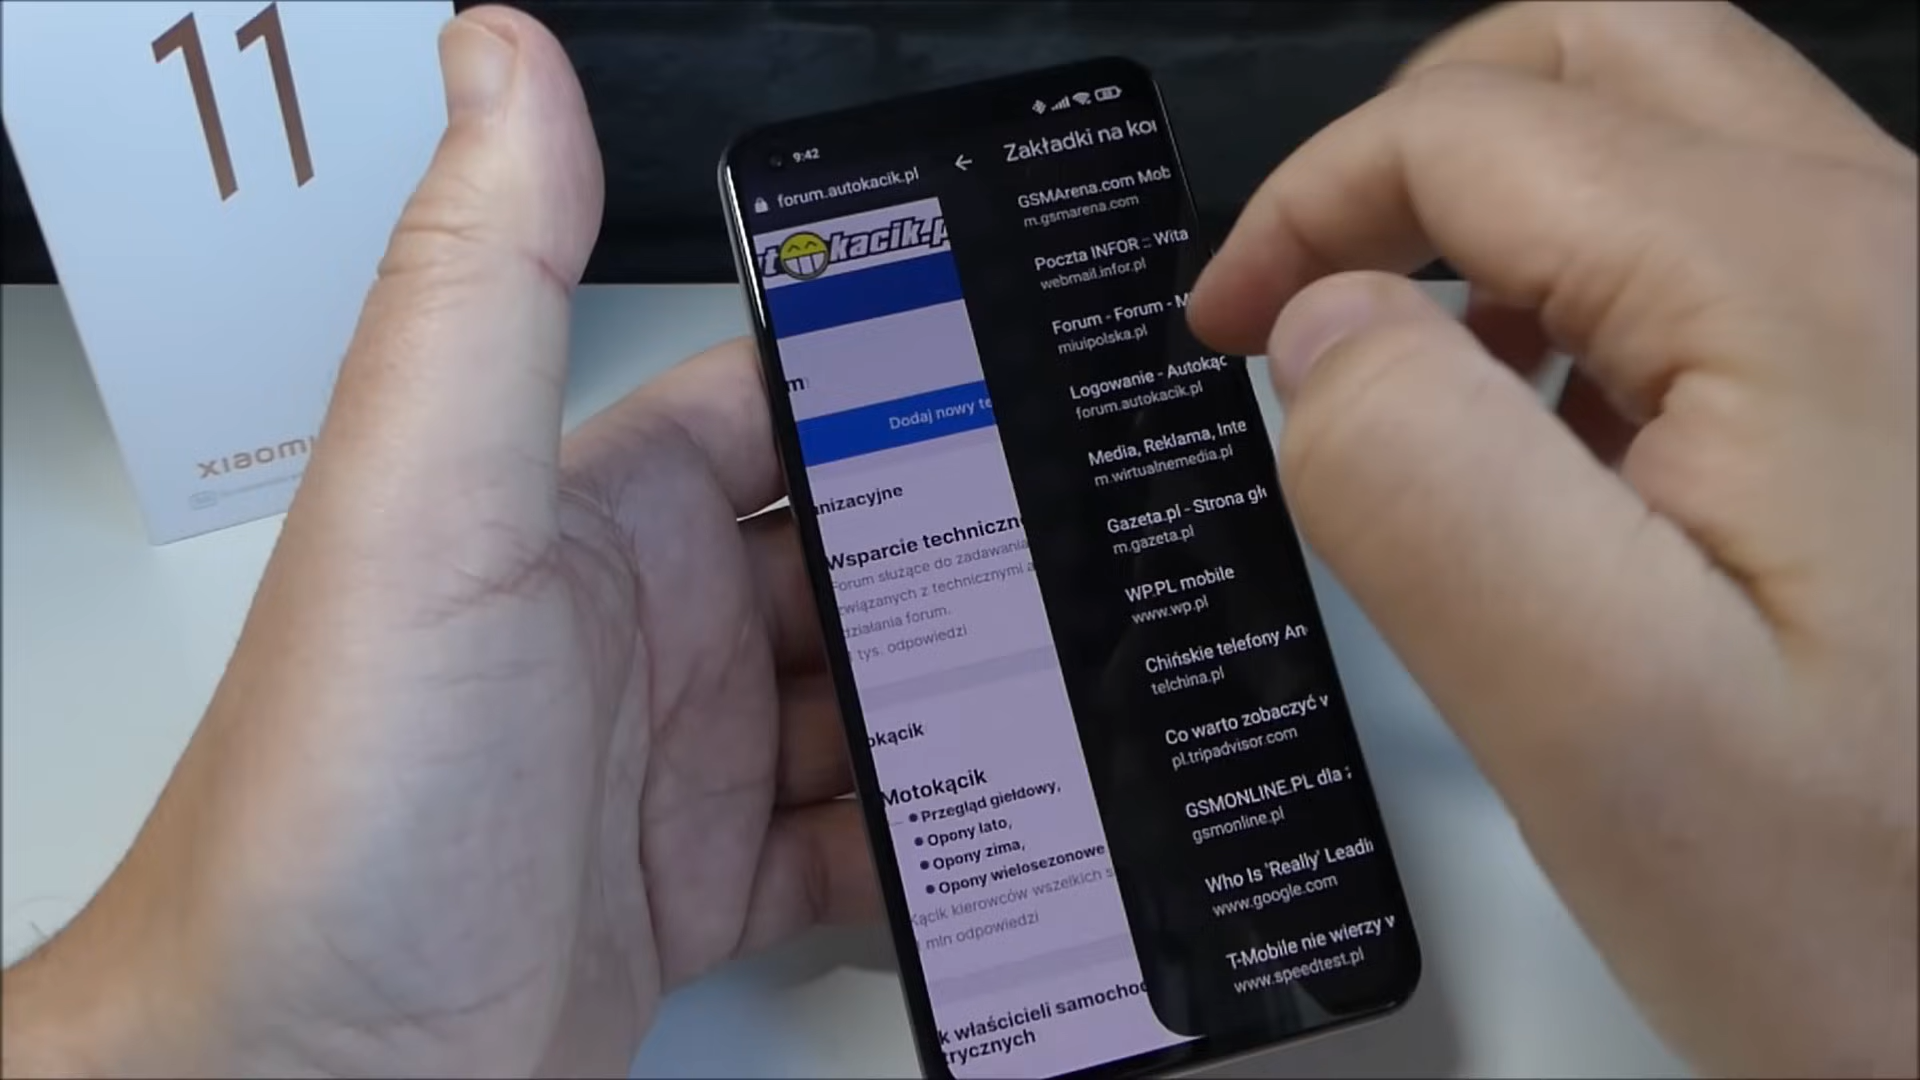 11
xiaomi
9:42
forum.autokacik.pl
kacik.p
m
Dodaj nowy te
nizacyjne
Wsparcie techniczn
Forum służące do zadawania
związanych z technicznymi a
działania forum.
tys. odpowiedzi
okącik
Motokącik
Przegląd giełdowy,
Opony lato,
Opony zima,
Opony wielosezonowe
Kącik kierowców wszelkich s
mln odpowiedzi
k właścicieli samochod
trycznych
Zakładki na kom
GSMArena.com Mob
m.gsmarena.com
Poczta INFOR :: Wita
webmail.infor.pl
Forum - Forum - M
miuipolska.pl
Logowanie - Autokąc
forum.autokacik.pl
Media, Reklama, Inte
m.wirtualnemedia.pl
Gazeta.pl - Strona głó
m.gazeta.pl
WP.PL mobile
www.wp.pl
Chińskie telefony An
telchina.pl
Co warto zobaczyć w
pl.tripadvisor.com
GSMONLINE.PL dla z
gsmonline.pl
Who Is 'Really' Leadin
www.google.com
T-Mobile nie wierzy w
www.speedtest.pl